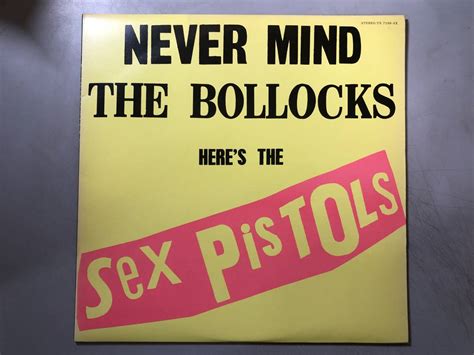 NEVER MIND
THE BOLLOCKS
HERE'S THE
Sex PisTOLs